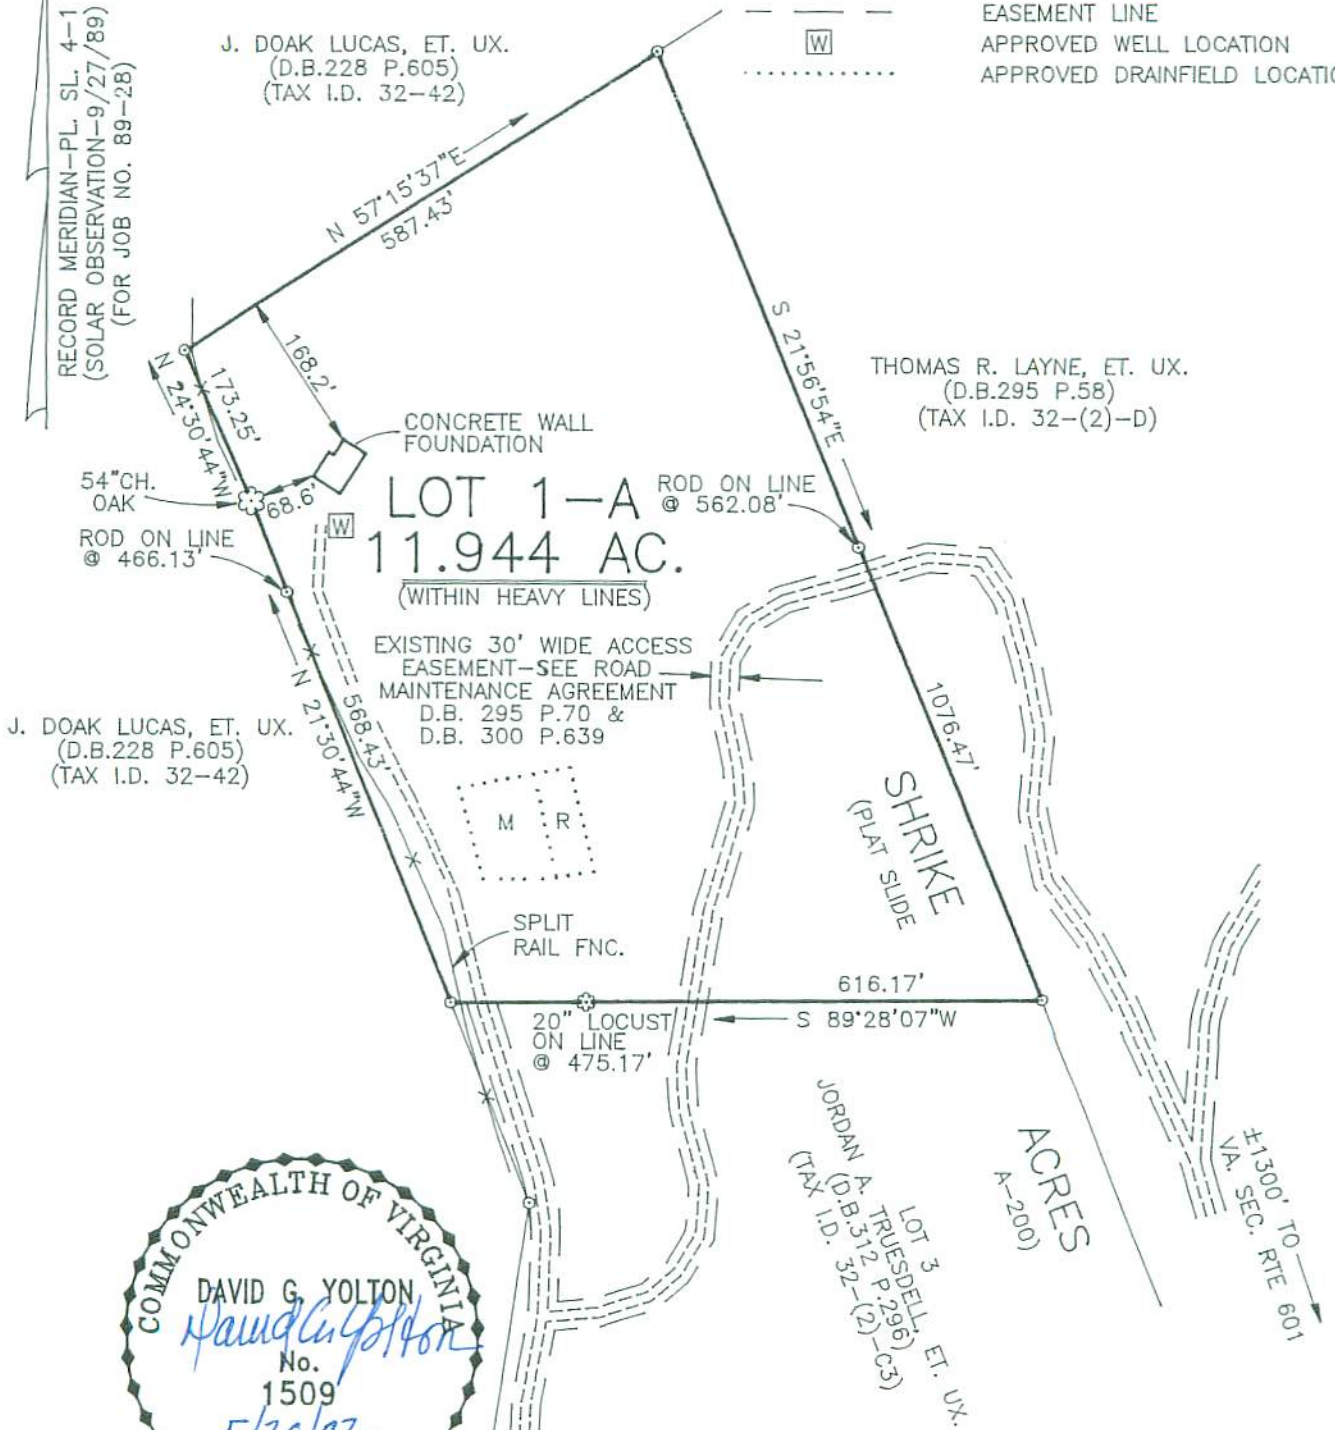 EASEMENT LINE
W
APPROVED WELL LOCATION
APPROVED DRAINFIELD LOCATIO
RECORD MERIDIAN-PL. SL. 4-1
(SOLAR OBSERVATION-9/27/89)
(FOR JOB NO. 89-28)
J. DOAK LUCAS, ET. UX.
(D.B.228 P.605)
(TAX I.D. 32-42)
N 57°15'37"E
587.43'
S 21°56'54"E
THOMAS R. LAYNE, ET. UX.
(D.B.295 P.58)
(TAX I.D. 32-(2)-D)
N 24°30'44"W
173.25'
168.2'
CONCRETE WALL
FOUNDATION
54"CH.
OAK
68.6'
LOT 1-A
11.944 AC.
(WITHIN HEAVY LINES)
ROD ON LINE
@ 562.08'
ROD ON LINE
@ 466.13'
W
EXISTING 30' WIDE ACCESS
EASEMENT-SEE ROAD
MAINTENANCE AGREEMENT
D.B. 295 P.70 &
D.B. 300 P.639
N 21°30'44"W
568.43'
1076.47'
J. DOAK LUCAS, ET. UX.
(D.B.228 P.605)
(TAX I.D. 32-42)
M
R
SHRIKE
(PLAT SLIDE
SPLIT
RAIL FNC.
616.17'
S 89°28'07"W
20" LOCUST
ON LINE
@ 475.17'
ACRES
A-200)
LOT 3
JORDAN A. TRUESDELL, ET. UX.
(D.B.312 P.296)
(TAX I.D. 32-(2)-C3)
±1300' TO
VA. SEC. RTE 601
COMMONWEALTH OF VIRGINIA
DAVID G. YOLTON
David G Yolton
No.
1509